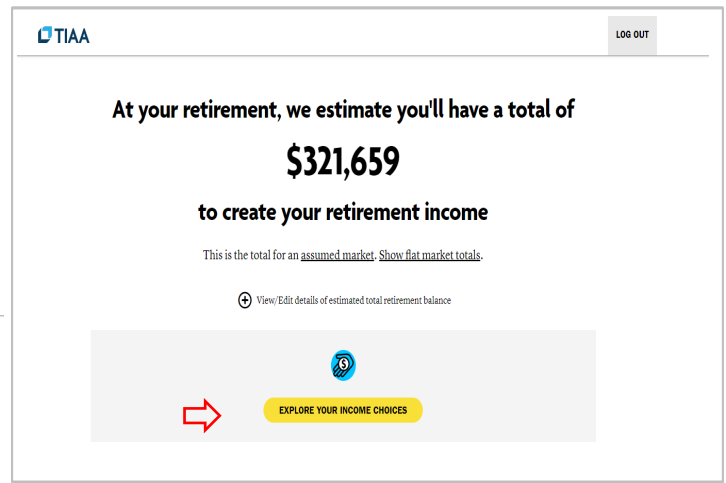 TIAA
LOG OUT
At your retirement, we estimate you'll have a total of
$321,659
to create your retirement income
This is the total for an assumed market. Show flat market totals.
View/Edit details of estimated total retirement balance
$
EXPLORE YOUR INCOME CHOICES